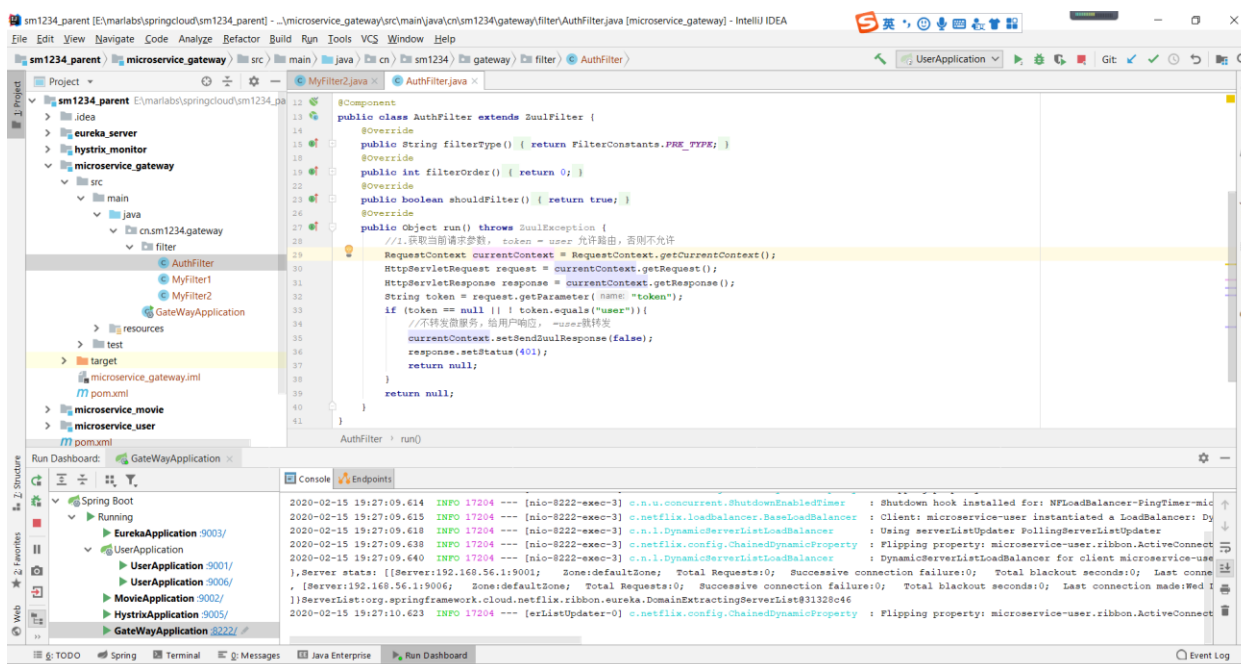 sm1234_parent [E:\marlabs\springcloud\sm1234_parent] - ...\microservice_gateway\src\main\java\cn\sm1234\gateway\filter\AuthFilter.java [microservice_gateway] - IntelliJ IDEA
英
File Edit View Navigate Code Analyze Refactor Build Run Tools VCS Window Help
sm1234_parent microservice_gateway src main java cn sm1234 gateway filter AuthFilter UserApplication Git:
Project MyFilter2.java AuthFilter.java
1: Project
sm1234_parent E:\marlabs\springcloud\sm1234_pa
.idea
eureka_server
hystrix_monitor
microservice_gateway
src
main
java
cn.sm1234.gateway
filter
AuthFilter
MyFilter1
MyFilter2
GateWayApplication
resources
test
target
microservice_gateway.iml
pom.xml
microservice_movie
microservice_user
pom.xml
12 @Component
13 public class AuthFilter extends ZuulFilter {
14 @Override
15 public String filterType() { return FilterConstants.PRE_TYPE; }
18 @Override
19 public int filterOrder() { return 0; }
22 @Override
23 public boolean shouldFilter() { return true; }
26 @Override
27 public Object run() throws ZuulException {
28 //1.获取当前请求参数， token = user 允许路由，否则不允许
29 RequestContext currentContext = RequestContext.getCurrentContext();
30 HttpServletRequest request = currentContext.getRequest();
31 HttpServletResponse response = currentContext.getResponse();
32 String token = request.getParameter( name: "token");
33 if (token == null || ! token.equals("user")){
34 //不转发微服务，给用户响应， =user就转发
35 currentContext.setSendZuulResponse(false);
36 response.setStatus(401);
37 return null;
38 }
39 return null;
40 }
41 }
AuthFilter › run()
Run Dashboard: GateWayApplication
Console Endpoints
7: Structure
2: Favorites
Web
Spring Boot
Running
EurekaApplication :9003/
UserApplication
UserApplication :9001/
UserApplication :9006/
MovieApplication :9002/
HystrixApplication :9005/
GateWayApplication :8222/
2020-02-15 19:27:09.614 INFO 17204 --- [nio-8222-exec-3] c.n.u.concurrent.ShutdownEnabledTimer : Shutdown hook installed for: NFLoadBalancer-PingTimer-mic
2020-02-15 19:27:09.615 INFO 17204 --- [nio-8222-exec-3] c.netflix.loadbalancer.BaseLoadBalancer : Client: microservice-user instantiated a LoadBalancer: Dy
2020-02-15 19:27:09.618 INFO 17204 --- [nio-8222-exec-3] c.n.l.DynamicServerListLoadBalancer : Using serverListUpdater PollingServerListUpdater
2020-02-15 19:27:09.638 INFO 17204 --- [nio-8222-exec-3] c.netflix.config.ChainedDynamicProperty : Flipping property: microservice-user.ribbon.ActiveConnect
2020-02-15 19:27:09.640 INFO 17204 --- [nio-8222-exec-3] c.n.l.DynamicServerListLoadBalancer : DynamicServerListLoadBalancer for client microservice-use
},Server stats: [[Server:192.168.56.1:9001; Zone:defaultZone; Total Requests:0; Successive connection failure:0; Total blackout seconds:0; Last conne
, [Server:192.168.56.1:9006; Zone:defaultZone; Total Requests:0; Successive connection failure:0; Total blackout seconds:0; Last connection made:Wed I
]}ServerList:org.springframework.cloud.netflix.ribbon.eureka.DomainExtractingServerList@31328c46
2020-02-15 19:27:10.623 INFO 17204 --- [erListUpdater-0] c.netflix.config.ChainedDynamicProperty : Flipping property: microservice-user.ribbon.ActiveConnect
6: TODO Spring Terminal 0: Messages Java Enterprise Run Dashboard Event Log